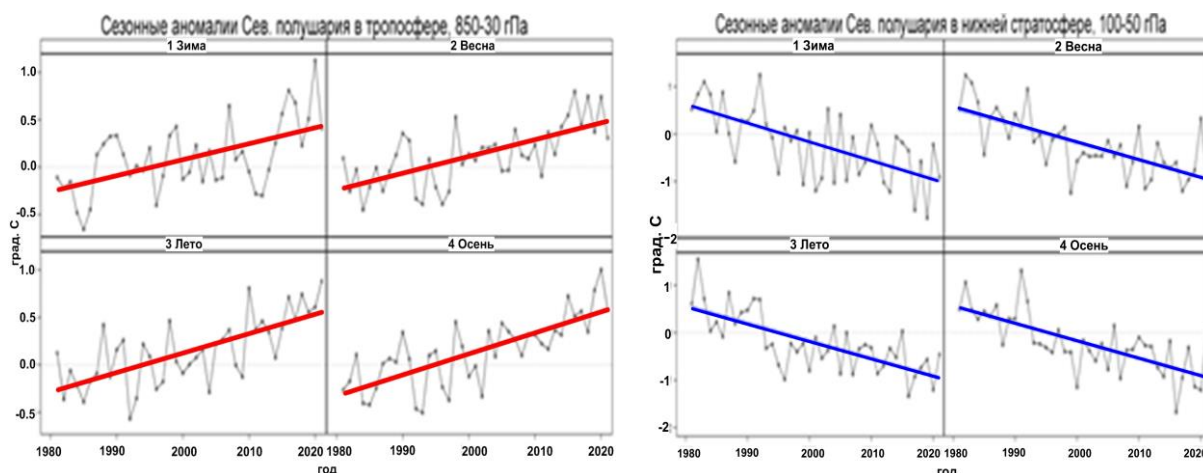 Сезонные аномалии Сев. полушария в тропосфере, 850-30 гПа
1 Зима
2 Весна
1.0
0.5
0.0
-0.5
град. С
3 Лето
4 Осень
1.0
0.5
0.0
-0.5
1980 1990 2000 2010 2020 1980 1990 2000 2010 2020
год
Сезонные аномалии Сев. полушария в нижней стратосфере, 100-50 гПа
1 Зима
2 Весна
1
0
-1
-2
град. С
3 Лето
4 Осень
1
0
-1
-2
1980 1990 2000 2010 2020 1980 1990 2000 2010 2020
год